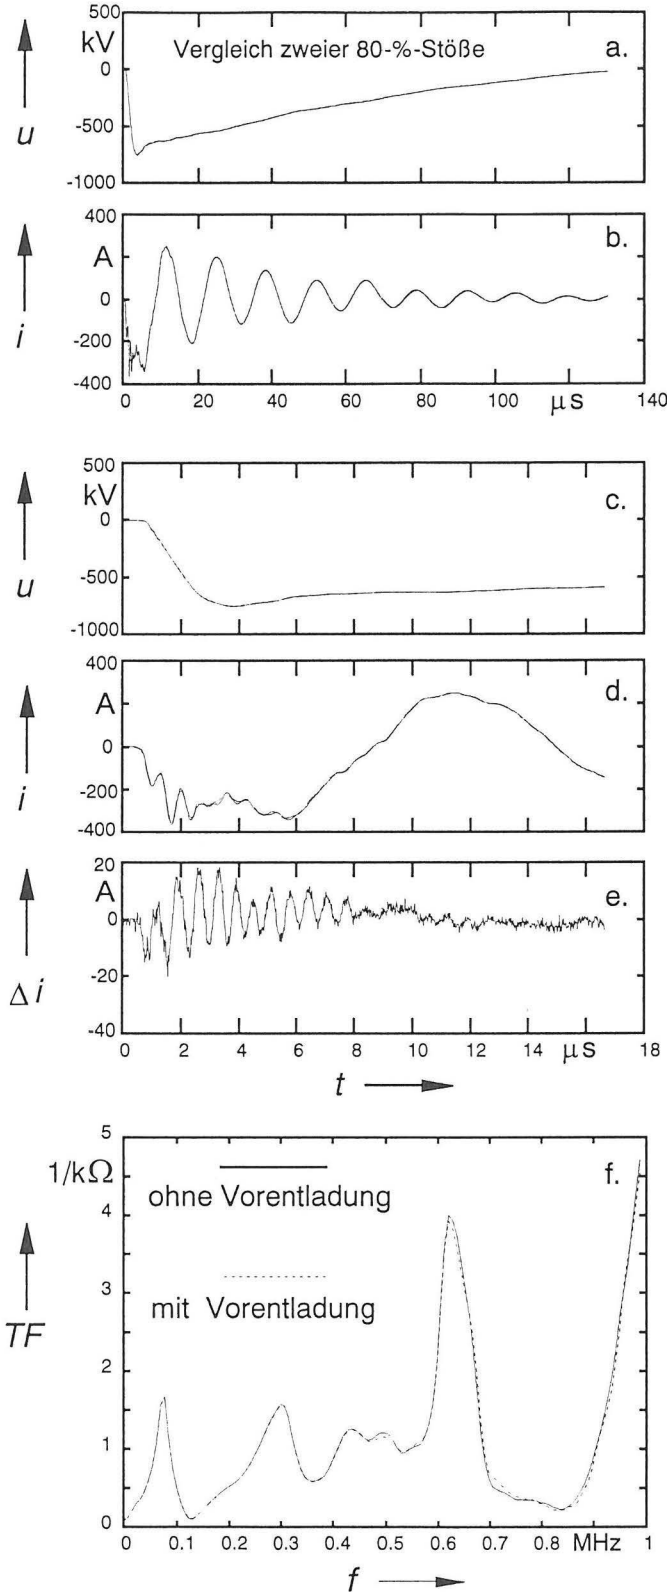 500
kV
Vergleich zweier 80-%-Stöße
a.
0
u
-500
-1000
400
A
b.
0
i
-200
-400
0 20 40 60 80 100 µs 140
500
kV
c.
0
u
-500
-1000
400
A
d.
0
i
-200
-400
20
A
e.
0
Δi
-20
-40
0 2 4 6 8 10 12 14 µs 18
t
5
1/kΩ
f.
ohne Vorentladung
4
3
mit Vorentladung
TF
2
1
0
0 0.1 0.2 0.3 0.4 0.5 0.6 0.7 0.8 MHz 1
f